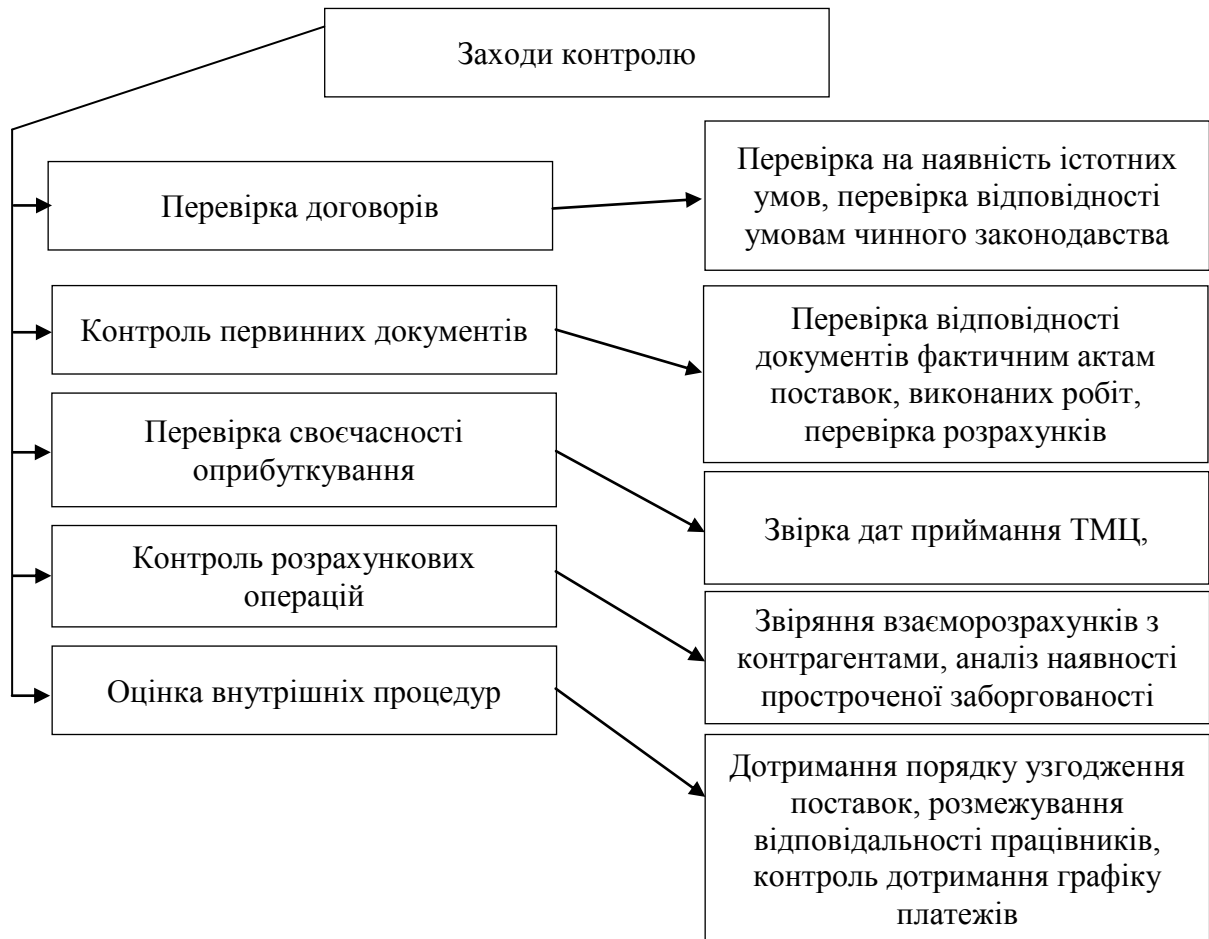 Заходи контролю
Перевірка договорів
Перевірка на наявність істотних
умов, перевірка відповідності
умовам чинного законодавства
Контроль первинних документів
Перевірка відповідності
документів фактичним актам
поставок, виконаних робіт,
перевірка розрахунків
Перевірка своєчасності
оприбуткування
Звірка дат приймання ТМЦ,
Контроль розрахункових
операцій
Звіряння взаєморозрахунків з
контрагентами, аналіз наявності
простроченої заборгованості
Оцінка внутрішніх процедур
Дотримання порядку узгодження
поставок, розмежування
відповідальності працівників,
контроль дотримання графіку
платежів